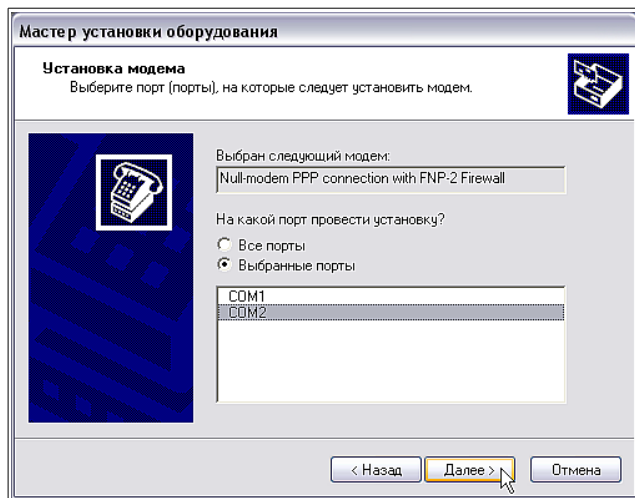 Мастер установки оборудования
Установка модема
Выберите порт (порты), на которые следует установить модем.
Выбран следующий модем:
Null-modem PPP connection with FNP-2 Firewall
На какой порт провести установку?
Все порты
Выбранные порты
COM1
COM2
< Назад
Далее >
Отмена